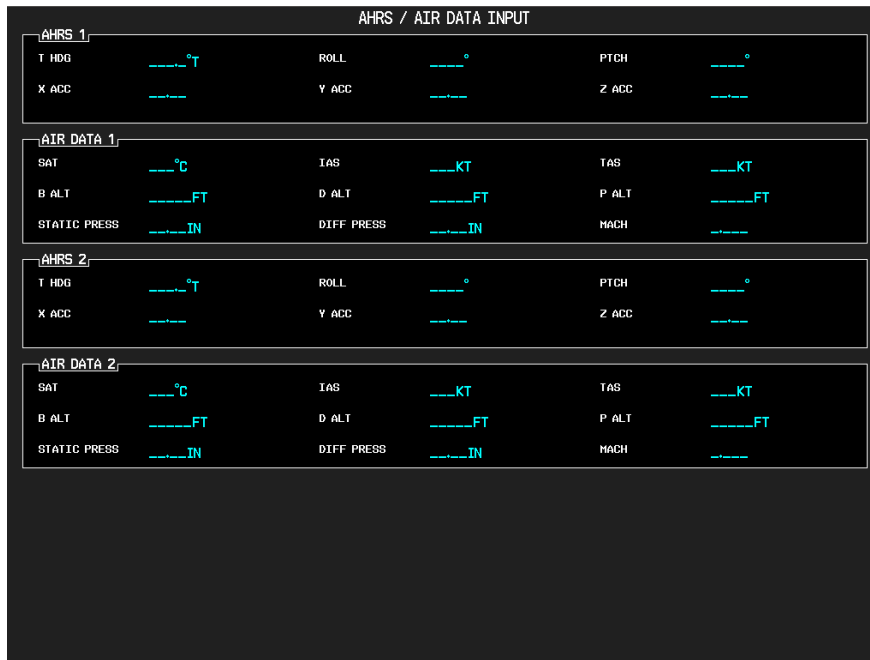 AHRS / AIR DATA INPUT
AHRS 1
T HDG ___._°T ROLL ____° PTCH ____°
X ACC __.__ Y ACC __.__ Z ACC __.__
AIR DATA 1
SAT ___°C IAS ___KT TAS ___KT
B ALT _____FT D ALT _____FT P ALT _____FT
STATIC PRESS __.__IN DIFF PRESS __.__IN MACH _.___
AHRS 2
T HDG ___._°T ROLL ____° PTCH ____°
X ACC __.__ Y ACC __.__ Z ACC __.__
AIR DATA 2
SAT ___°C IAS ___KT TAS ___KT
B ALT _____FT D ALT _____FT P ALT _____FT
STATIC PRESS __.__IN DIFF PRESS __.__IN MACH _.___